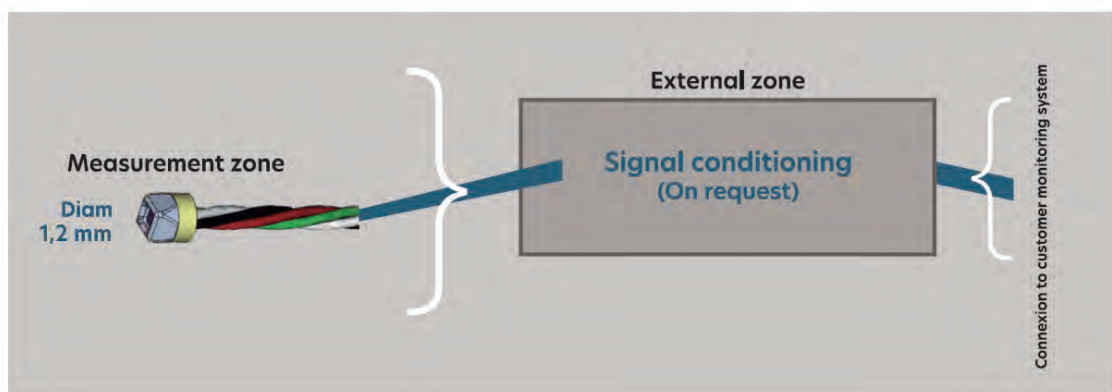 External zone
Measurement zone
Signal conditioning
(On request)
Diam
1,2 mm
Connexion to customer monitoring system